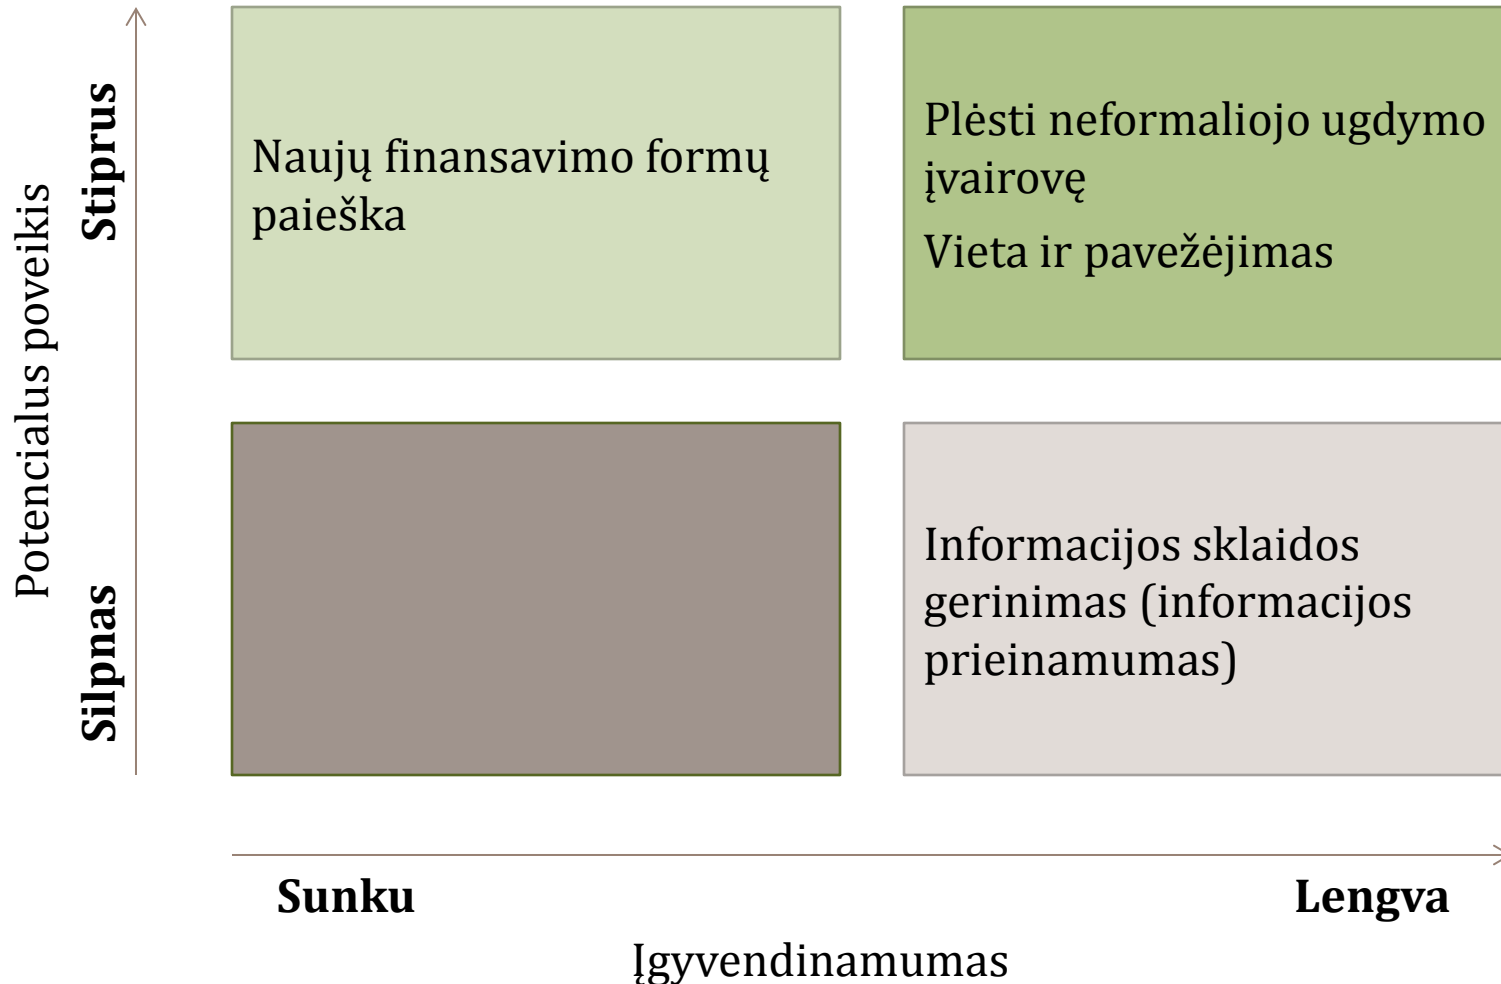 Potencialus poveikis
Stiprus
Silpnas
Naujų finansavimo formų
paieška
Plėsti neformaliojo ugdymo
įvairovę
Vieta ir pavežėjimas
Informacijos sklaidos
gerinimas (informacijos
prieinamumas)
Sunku
Lengva
Įgyvendinamumas